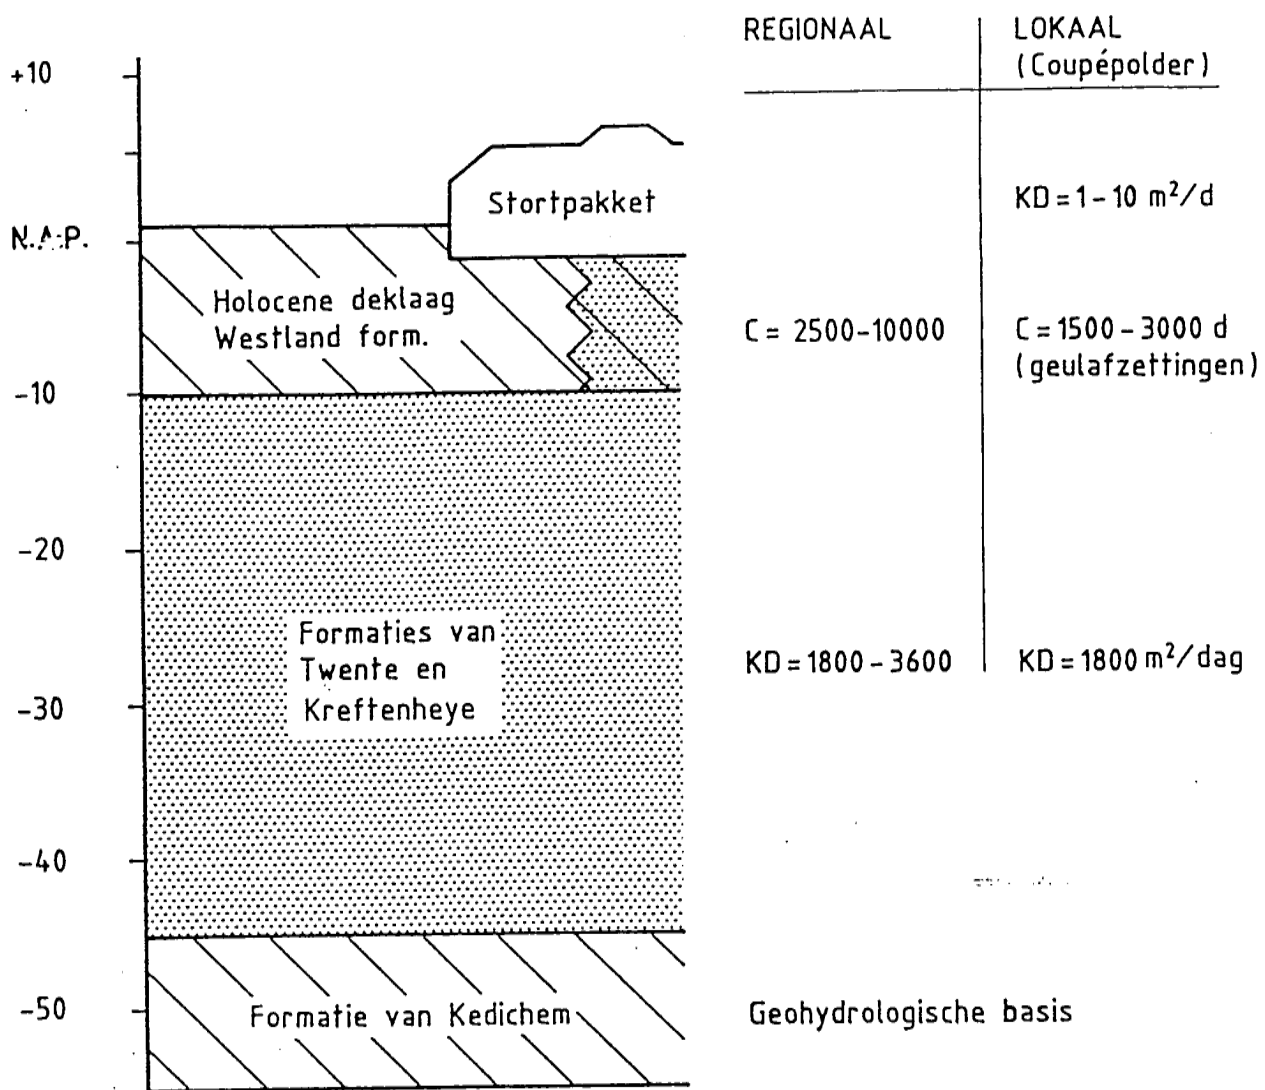 REGIONAAL
LOKAAL
(Coupépolder)
+10
Stortpakket
KD = 1 - 10 m²/d
N.A.P.
Holocene deklaag
Westland form.
C = 2500-10000
C = 1500 - 3000 d
(geulafzettingen)
-10
-20
Formaties van
Twente en
Kreftenheye
KD = 1800 - 3600
KD = 1800 m²/dag
-30
-40
-50
Formatie van Kedichem
Geohydrologische basis